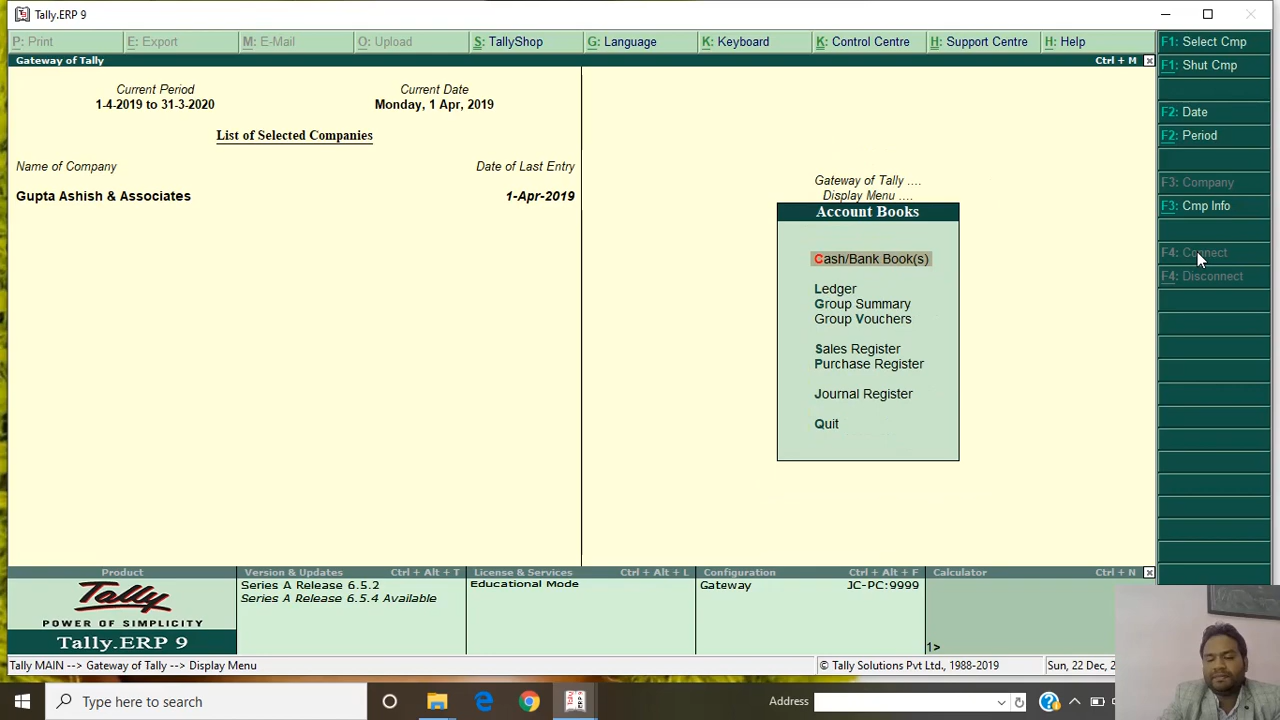 Tally.ERP 9
P: Print
E: Export
M: E-Mail
O: Upload
S: TallyShop
G: Language
K: Keyboard
K: Control Centre
H: Support Centre
H: Help
F1: Select Cmp
F1: Shut Cmp
F2: Date
F2: Period
F3: Company
F3: Cmp Info
F4: Connect
F4: Disconnect
Gateway of Tally
Ctrl + M
Current Period
1-4-2019 to 31-3-2020
Current Date
Monday, 1 Apr, 2019
List of Selected Companies
Name of Company
Date of Last Entry
Gupta Ashish & Associates
1-Apr-2019
Gateway of Tally ....
Display Menu ....
Account Books
Cash/Bank Book(s)
Ledger
Group Summary
Group Vouchers
Sales Register
Purchase Register
Journal Register
Quit
Product
Tally
POWER OF SIMPLICITY
Tally.ERP 9
Version & Updates
Ctrl + Alt + T
Series A Release 6.5.2
Series A Release 6.5.4 Available
License & Services
Ctrl + Alt + L
Educational Mode
Configuration
Ctrl + Alt + F
Gateway
JC-PC:9999
Calculator
Ctrl + N
1>
Tally MAIN --> Gateway of Tally --> Display Menu
© Tally Solutions Pvt Ltd., 1988-2019
Sun, 22 Dec, 2
Type here to search
Address